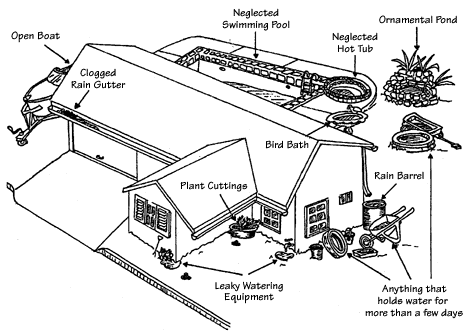 Neglected
Swimming Pool
Ornamental Pond
Neglected
Hot Tub
Open Boat
Clogged
Rain Gutter
Bird Bath
Rain Barrel
Plant Cuttings
Leaky Watering
Equipment
Anything that
holds water for
more than a few days